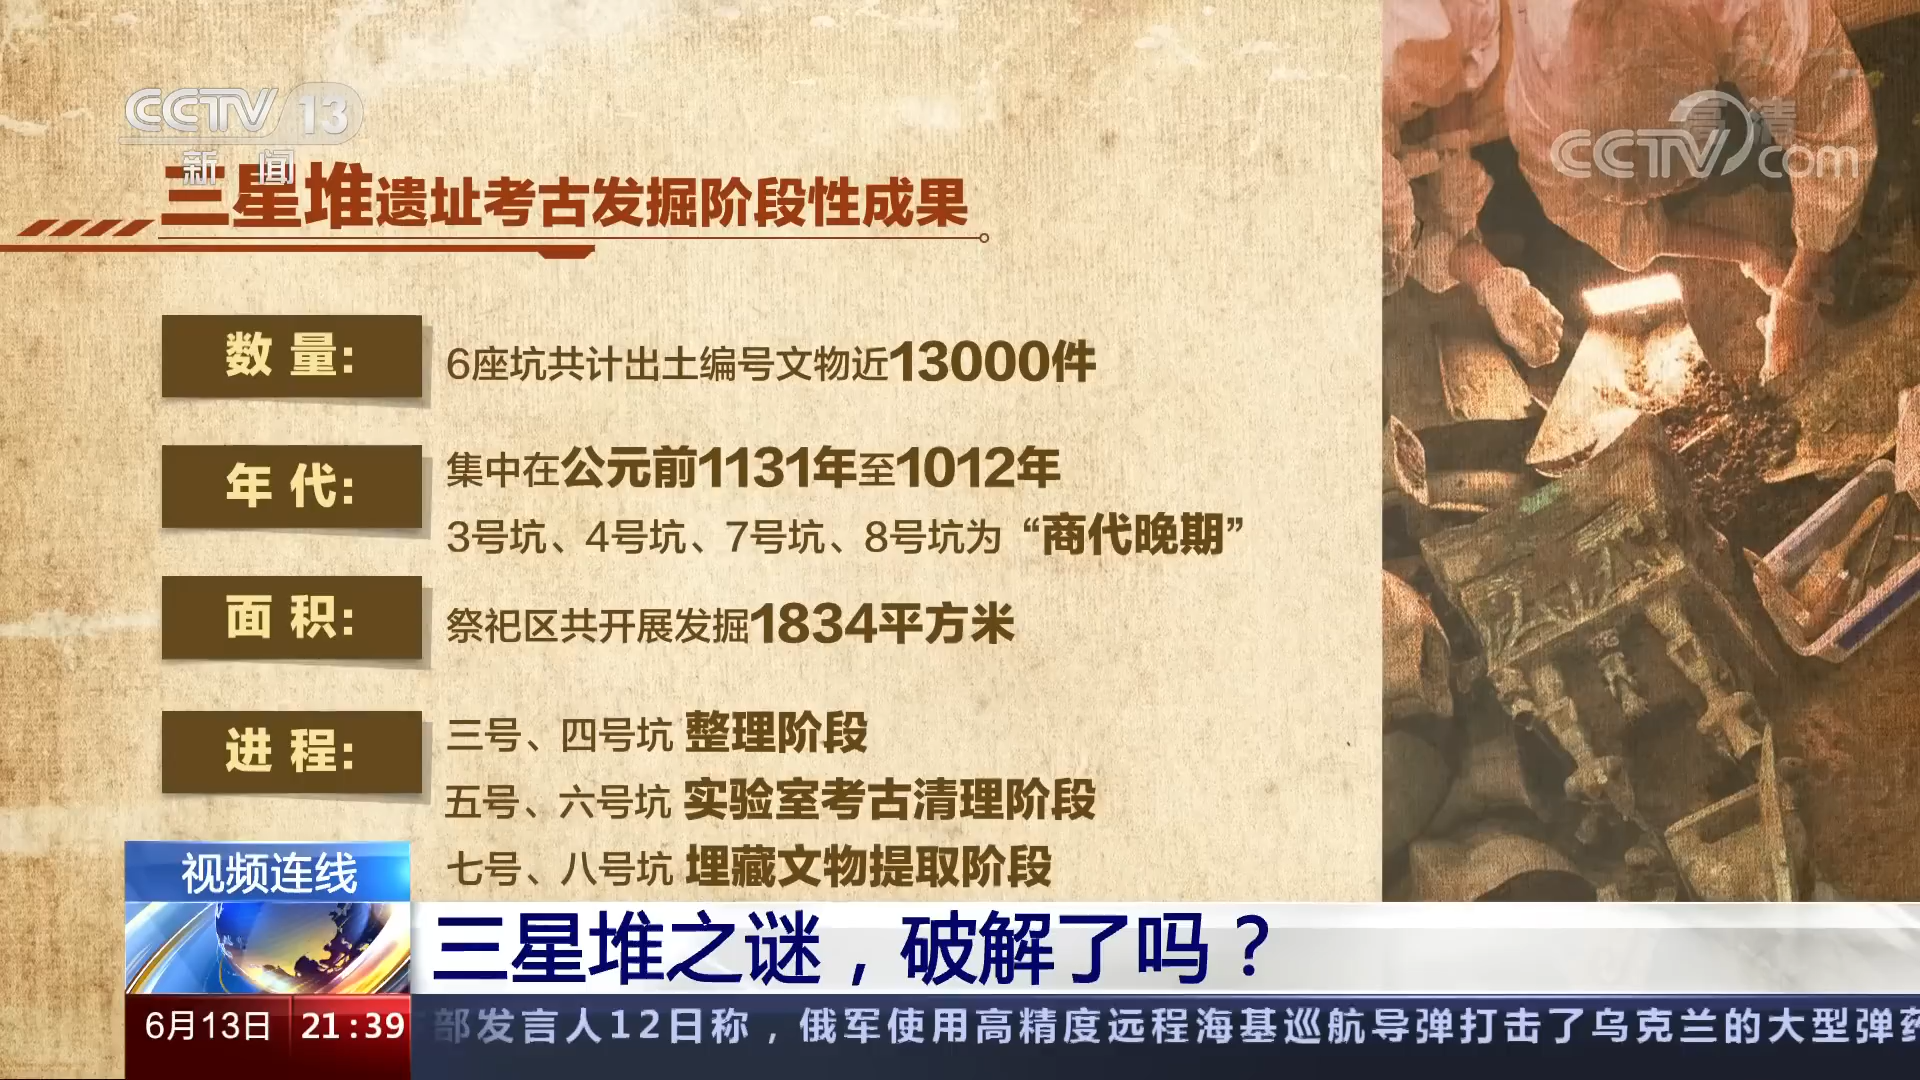 CCTV 13
新闻
高清
CCTV.com
三星堆遗址考古发掘阶段性成果
数量:
6座坑共计出土编号文物近13000件
年代:
集中在公元前1131年至1012年
3号坑、4号坑、7号坑、8号坑为“商代晚期”
面积:
祭祀区共开展发掘1834平方米
进程:
三号、四号坑 整理阶段
五号、六号坑 实验室考古清理阶段
七号、八号坑 埋藏文物提取阶段
视频连线
三星堆之谜，破解了吗？
6月13日 21:39
部发言人12日称，俄军使用高精度远程海基巡航导弹打击了乌克兰的大型弹药